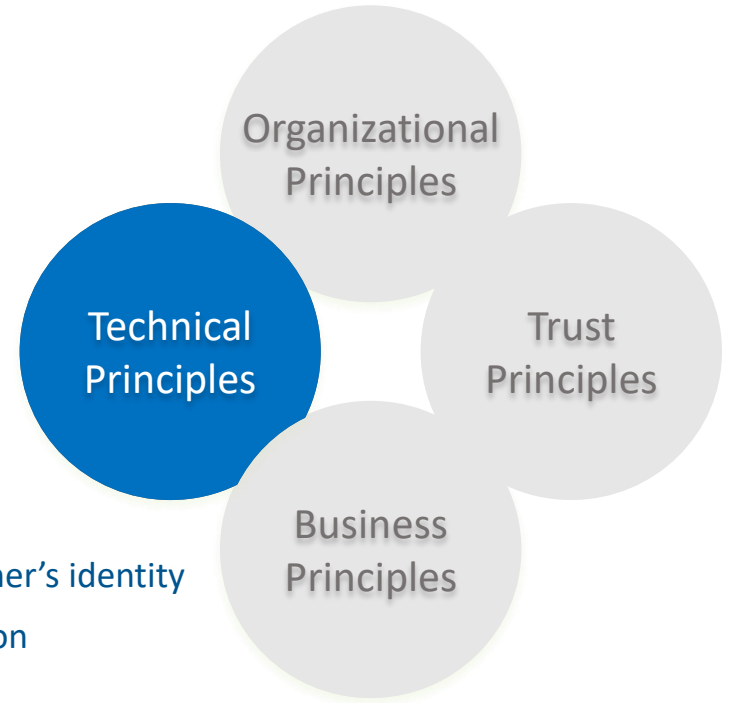 Organizational
Principles
Technical
Principles
Trust
Principles
Business
Principles
ner’s identity
on